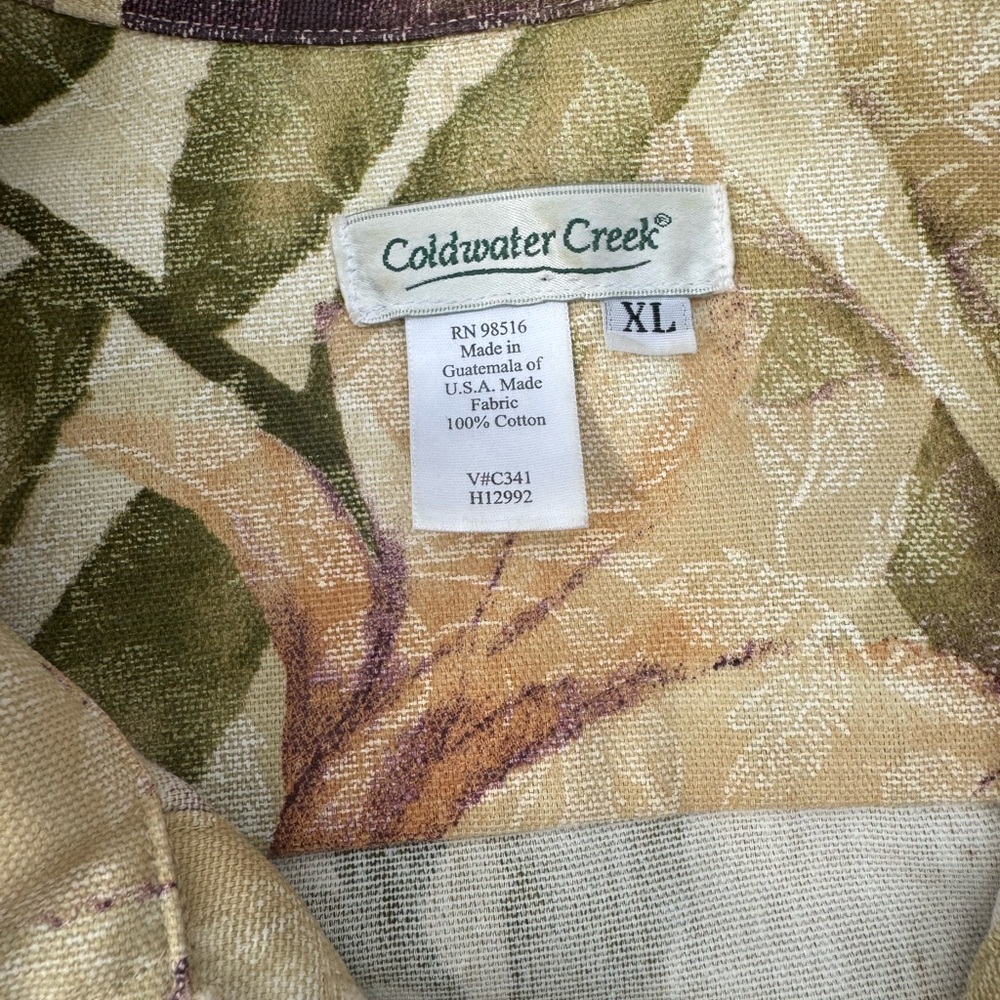 Coldwater Creek®
XL
RN 98516
Made in
Guatemala of
U.S.A. Made
Fabric
100% Cotton
V#C341
H12992